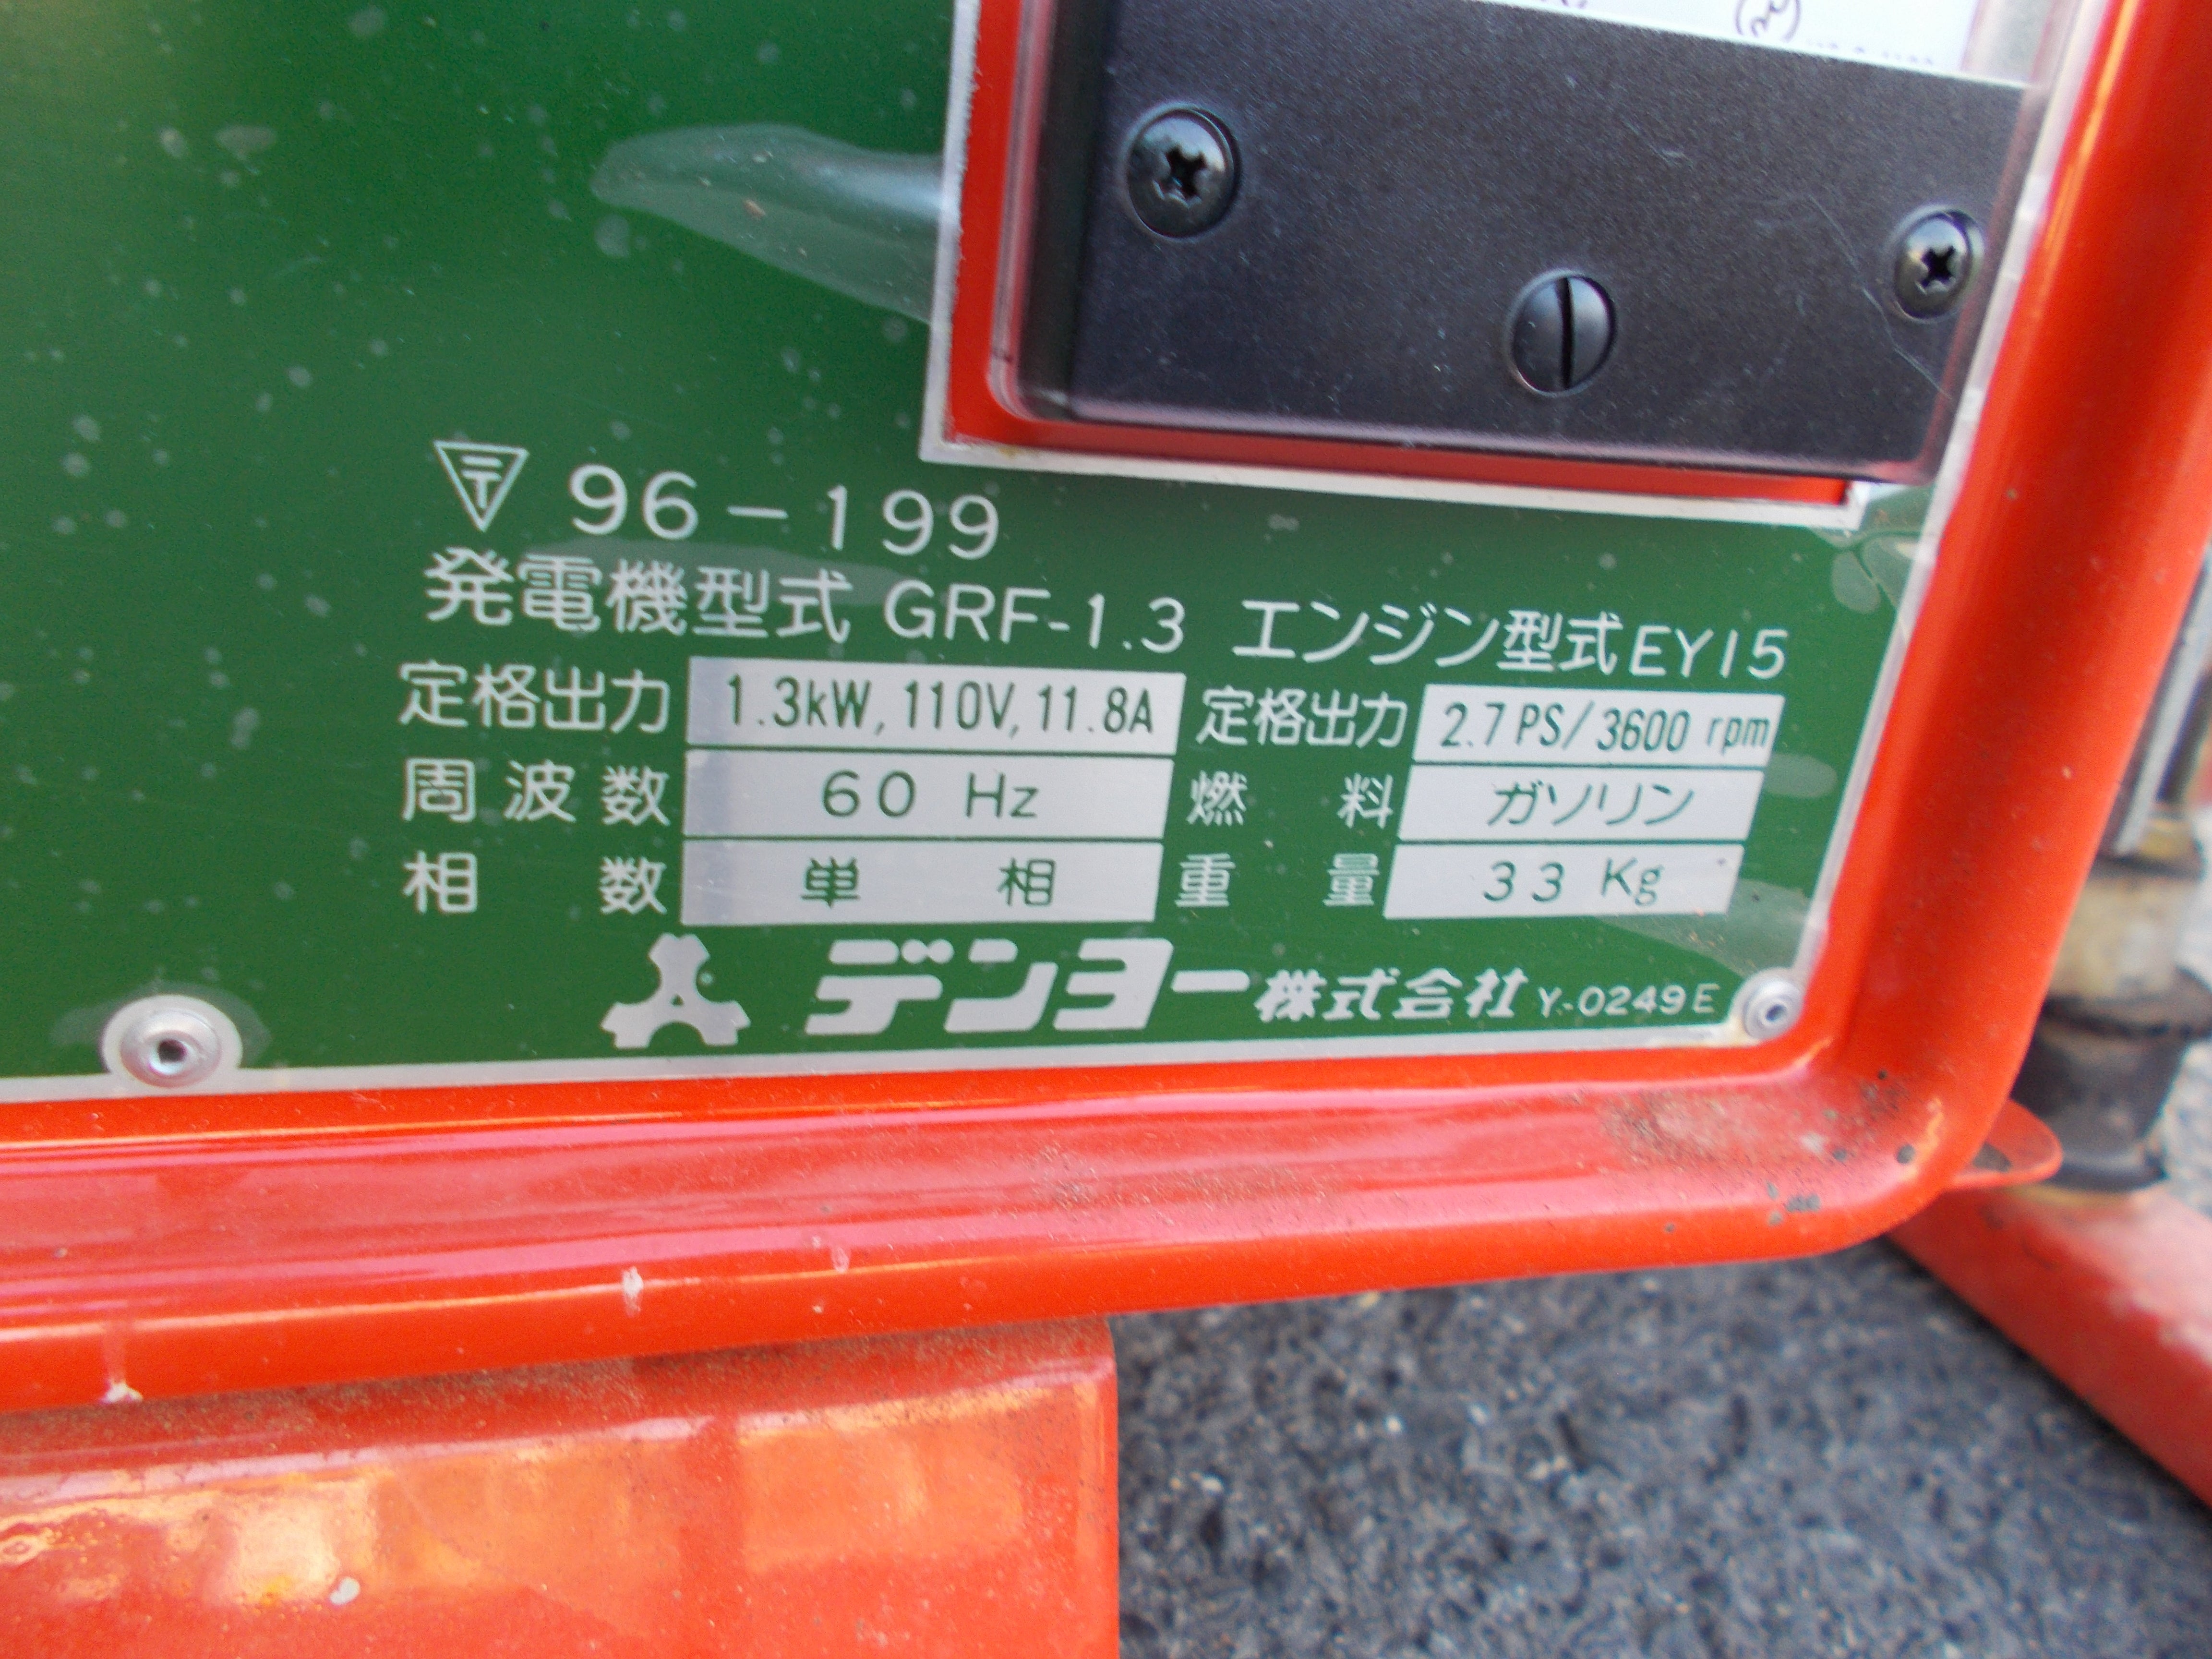 〒 96-199
発電機型式 GRF-1.3 エンジン型式 EY15
定格出力 1.3kW, 110V, 11.8A 定格出力 2.7PS/3600 rpm
周波数 60 Hz 燃料 ガソリン
相数 単相 重量 33 Kg
デンヨー株式会社 Y-0249E